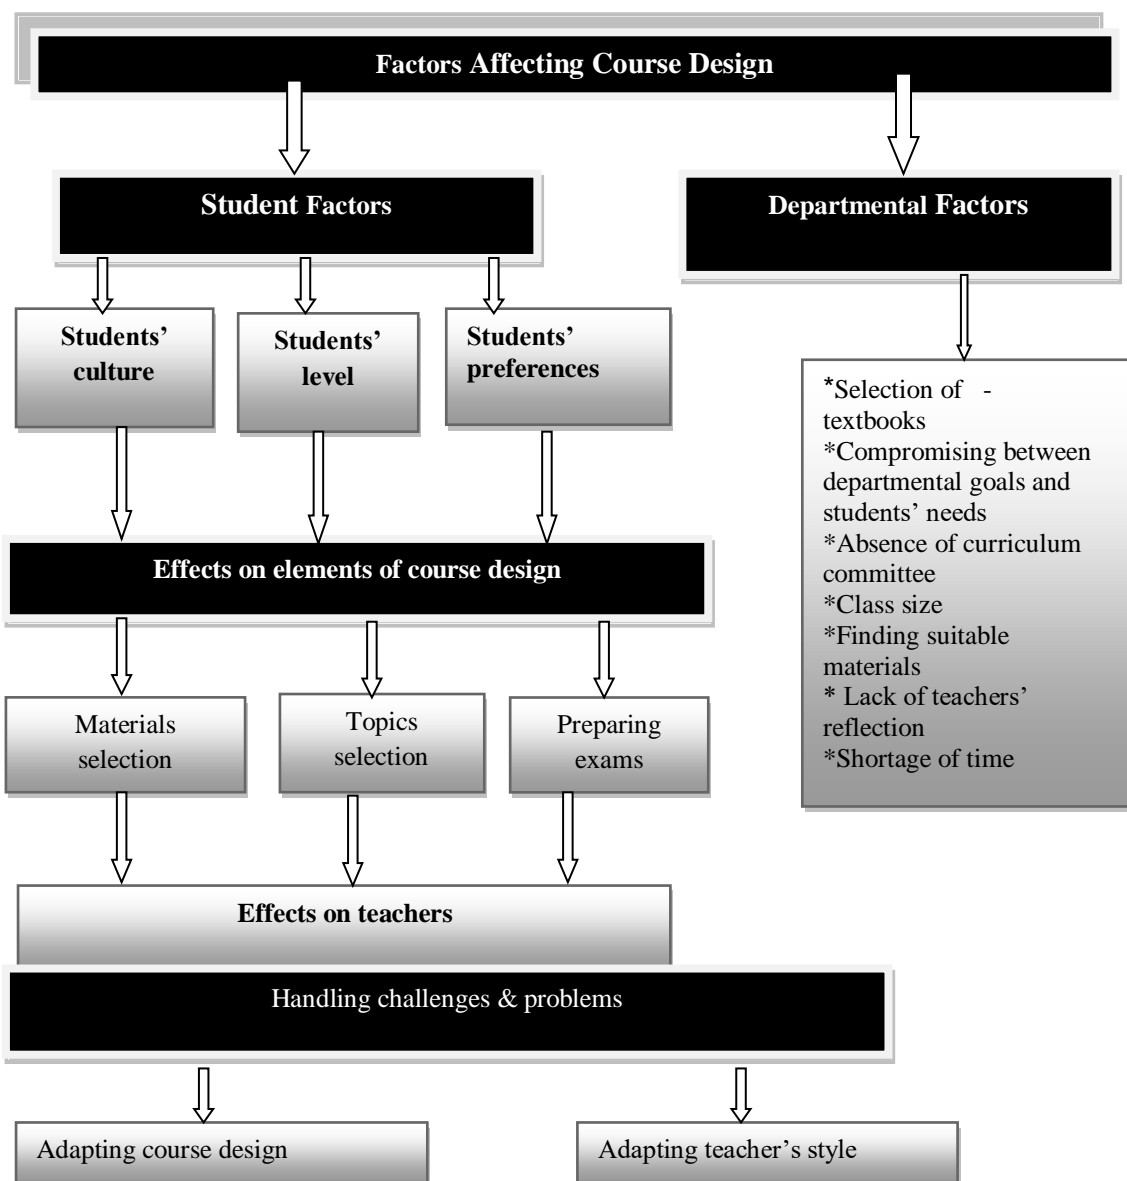 Factors Affecting Course Design
Student Factors
Departmental Factors
Students’
culture
Students’
level
Students’
preferences
*Selection of -
textbooks
*Compromising between
departmental goals and
students’ needs
*Absence of curriculum
committee
*Class size
*Finding suitable
materials
* Lack of teachers’
reflection
*Shortage of time
Effects on elements of course design
Materials
selection
Topics
selection
Preparing
exams
Effects on teachers
Handling challenges & problems
Adapting course design
Adapting teacher’s style